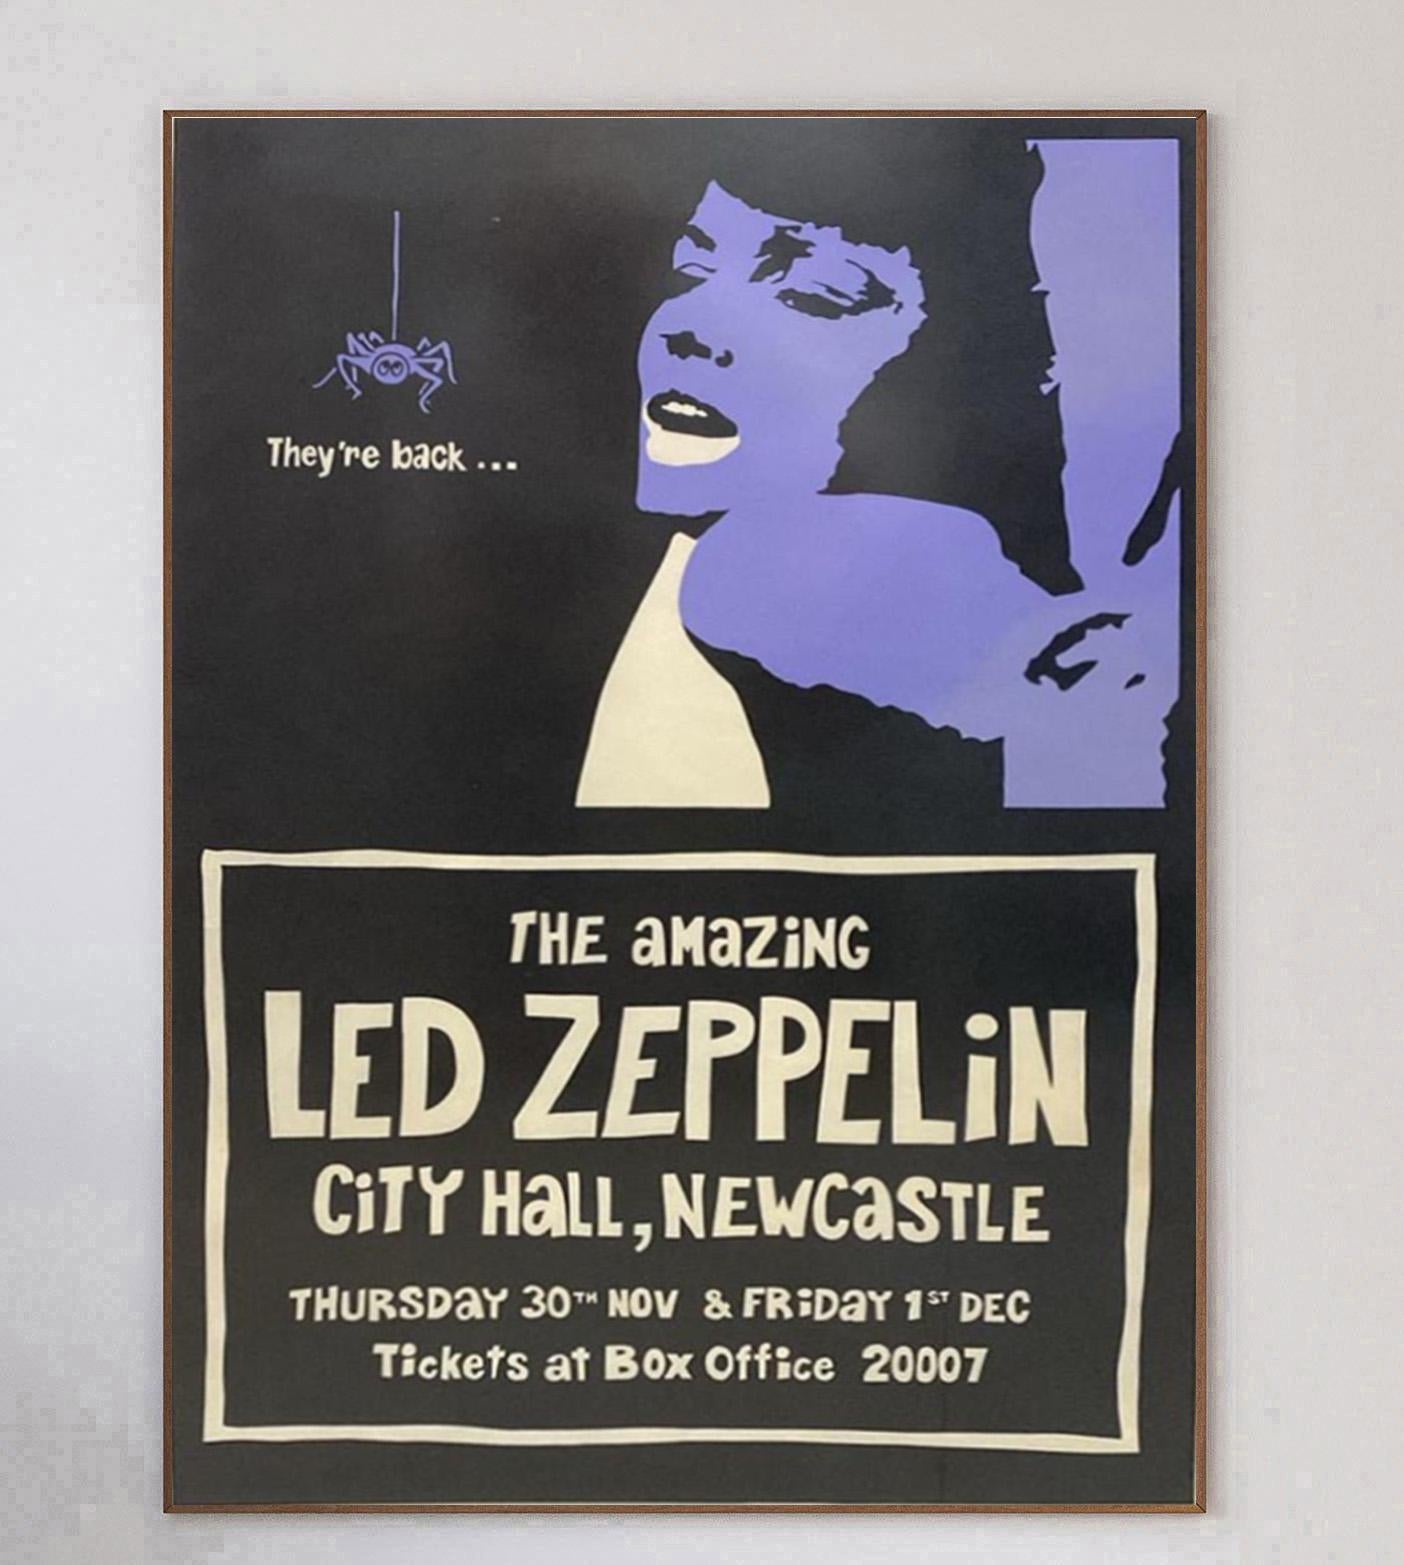 They're back ...
THE aMaZiNG
LED ZEPPELiN
CiTY HaLL, NEWCaSTLE
THURSDaY 30TH NOV & FRiDaY 1ST DEC
Tickets at Box Office 20007